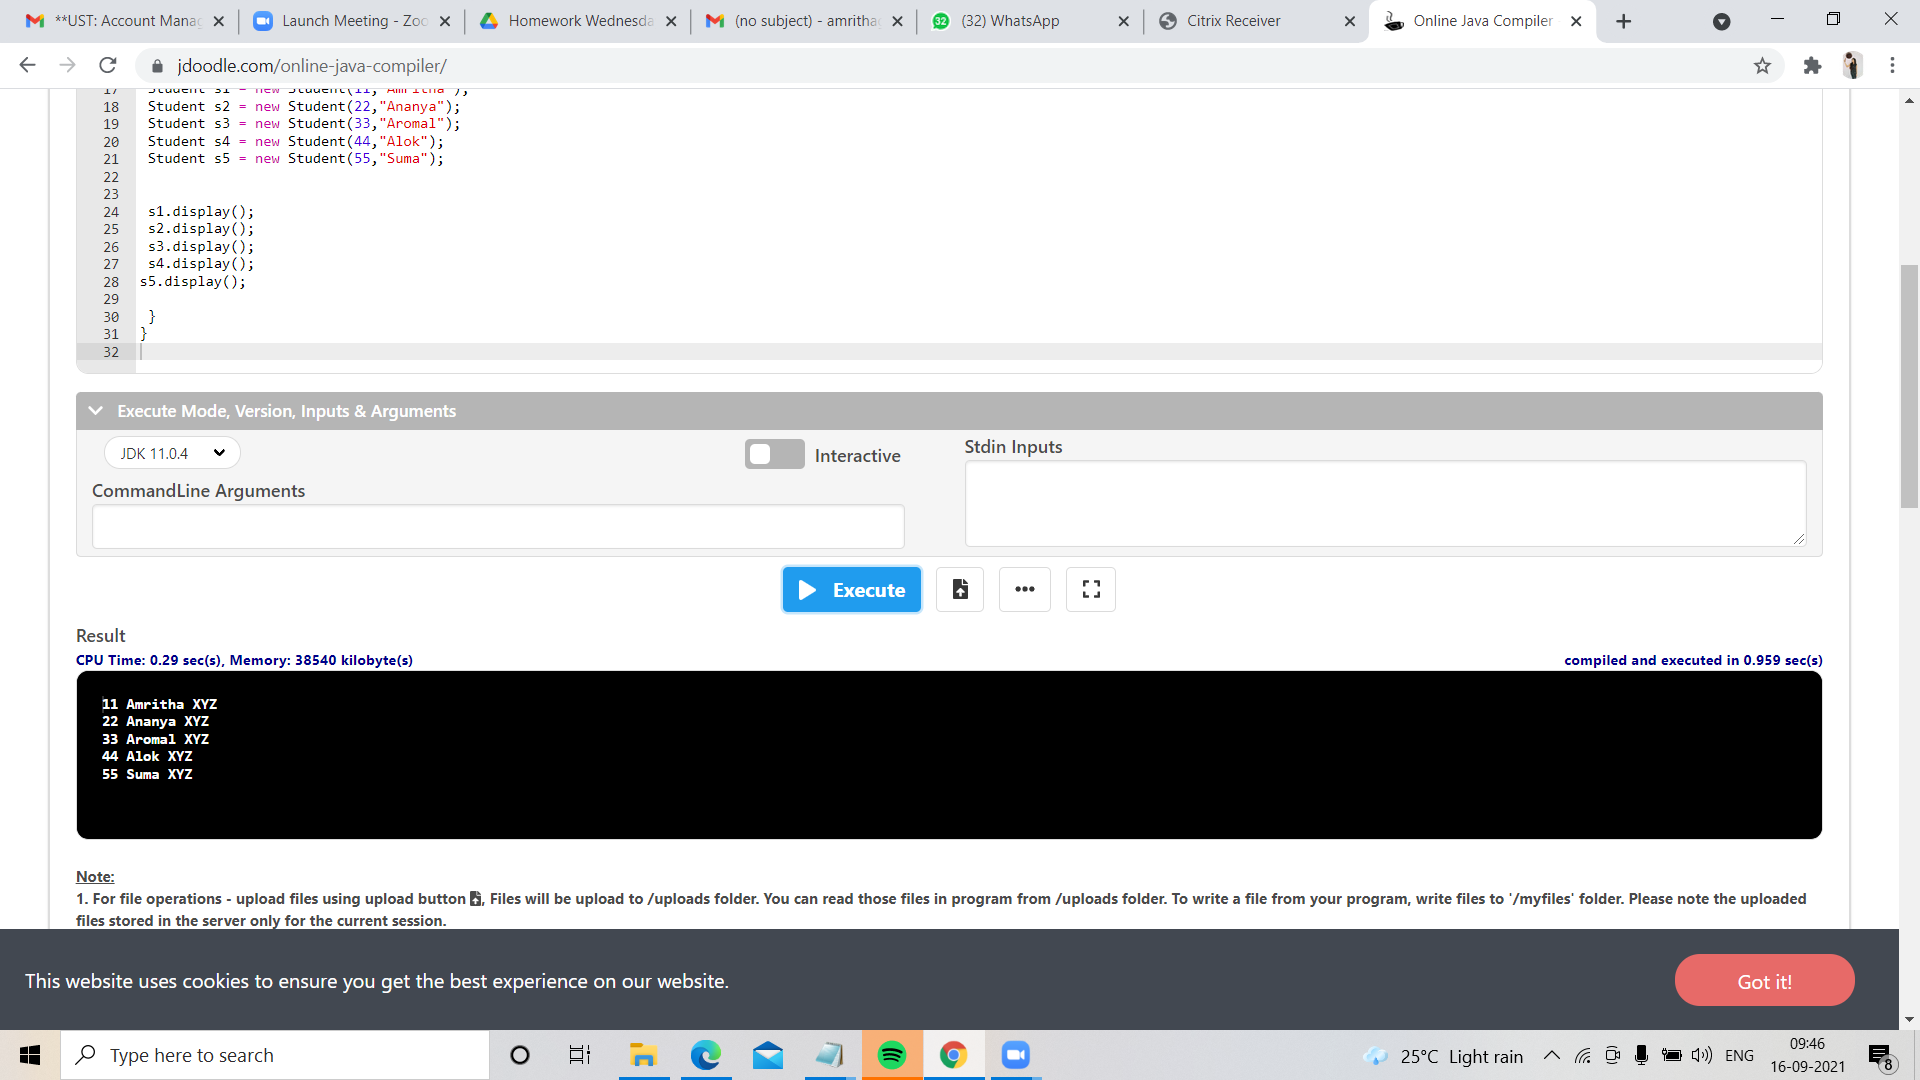 **UST: Account Manag
Launch Meeting - Zoo
Homework Wednesda
(no subject) - amritha
32
(32) WhatsApp
Citrix Receiver
Online Java Compiler
jdoodle.com/online-java-compiler/
17 Student s1 = new Student(11,"Amritha");
18 Student s2 = new Student(22,"Ananya");
19 Student s3 = new Student(33,"Aromal");
20 Student s4 = new Student(44,"Alok");
21 Student s5 = new Student(55,"Suma");
22
23
24 s1.display();
25 s2.display();
26 s3.display();
27 s4.display();
28 s5.display();
29
30 }
31 }
32
Execute Mode, Version, Inputs & Arguments
JDK 11.0.4
Interactive
Stdin Inputs
CommandLine Arguments
Execute
Result
CPU Time: 0.29 sec(s), Memory: 38540 kilobyte(s)
compiled and executed in 0.959 sec(s)
11 Amritha XYZ
22 Ananya XYZ
33 Aromal XYZ
44 Alok XYZ
55 Suma XYZ
Note:
1. For file operations - upload files using upload button , Files will be upload to /uploads folder. You can read those files in program from /uploads folder. To write a file from your program, write files to '/myfiles' folder. Please note the uploaded
files stored in the server only for the current session.
This website uses cookies to ensure you get the best experience on our website.
Got it!
Type here to search
25°C Light rain
ENG
09:46
16-09-2021
8